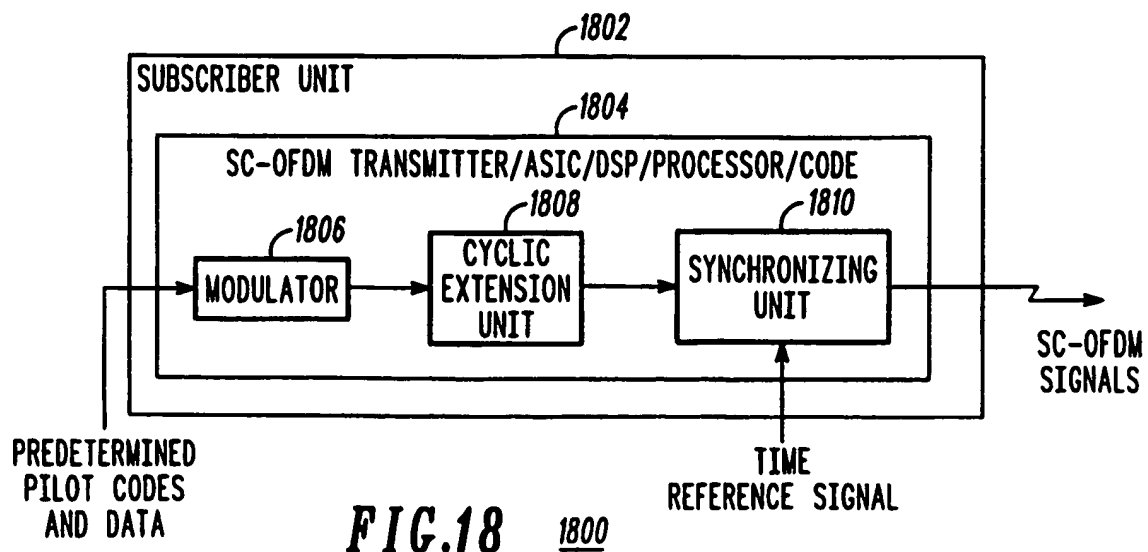 1802
SUBSCRIBER UNIT
1804
SC-OFDM TRANSMITTER/ASIC/DSP/PROCESSOR/CODE
1806
MODULATOR
1808
CYCLIC
EXTENSION
UNIT
1810
SYNCHRONIZING
UNIT
SC-OFDM
SIGNALS
PREDETERMINED
PILOT CODES
AND DATA
TIME
REFERENCE SIGNAL
FIG.18 1800